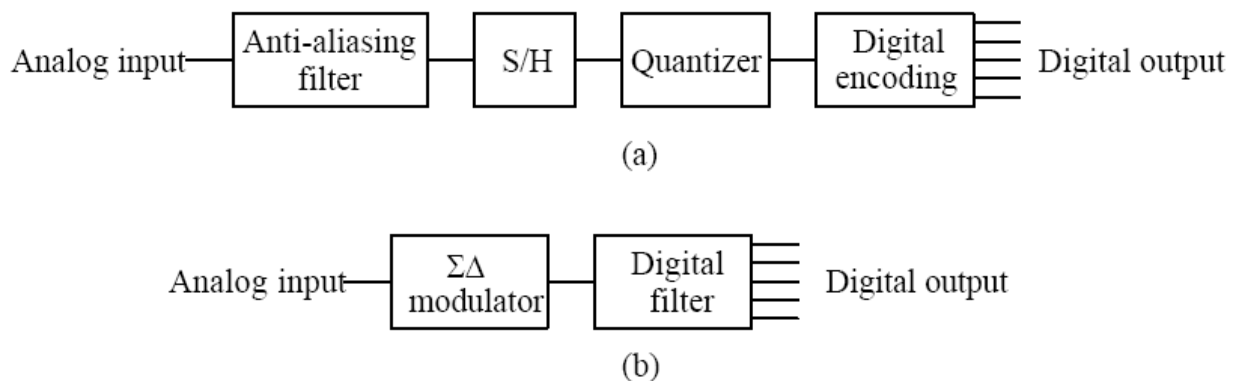 Analog input
Anti-aliasing
filter
S/H
Quantizer
Digital
encoding
Digital output
(a)
Analog input
ΣΔ
modulator
Digital
filter
Digital output
(b)